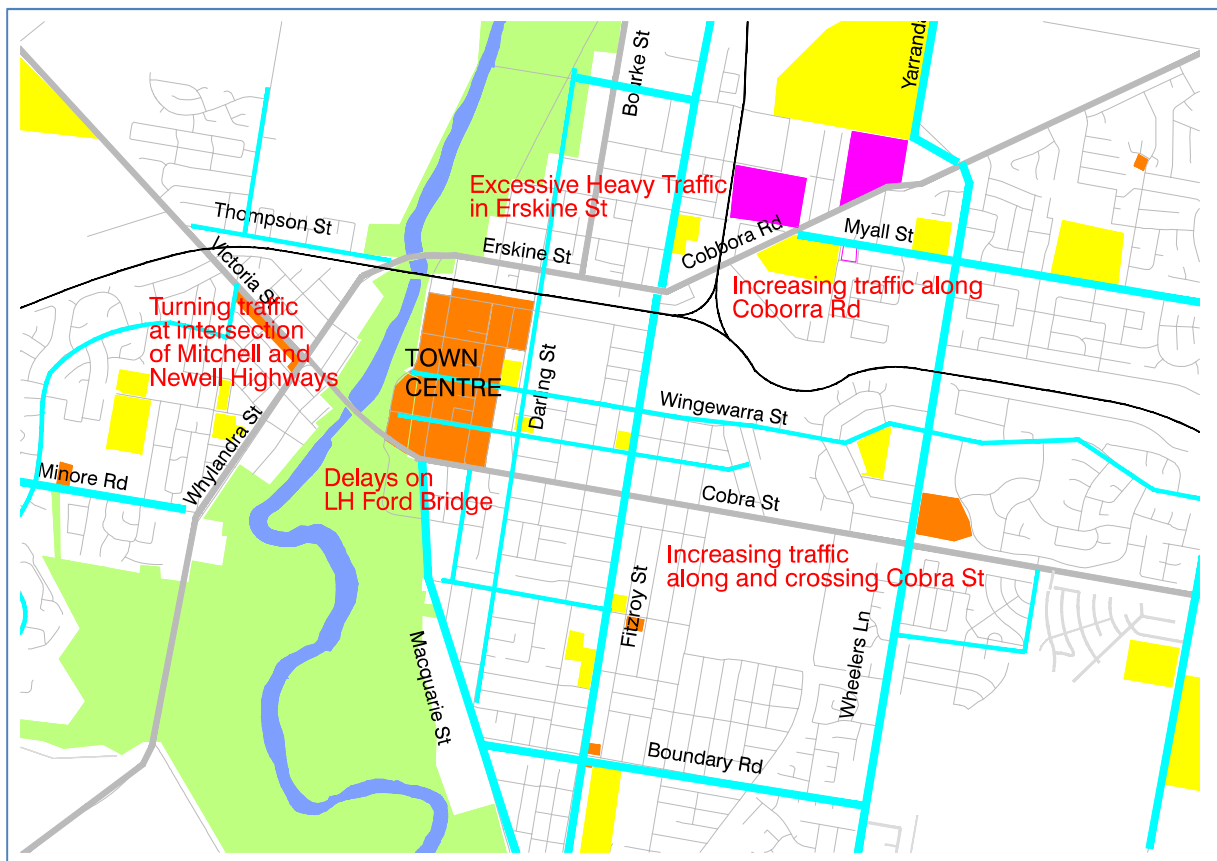 Bourke St
Yarranda
Excessive Heavy Traffic
in Erskine St
Thompson St
Erskine St
Cobbora Rd
Myall St
Victoria St
Turning traffic
at intersection
of Mitchell and
Newell Highways
Increasing traffic along
Coborra Rd
TOWN
CENTRE
Darling St
Wingewarra St
Whylandra St
Minore Rd
Delays on
LH Ford Bridge
Cobra St
Increasing traffic
along and crossing Cobra St
Fitzroy St
Wheelers Ln
Macquarie St
Boundary Rd